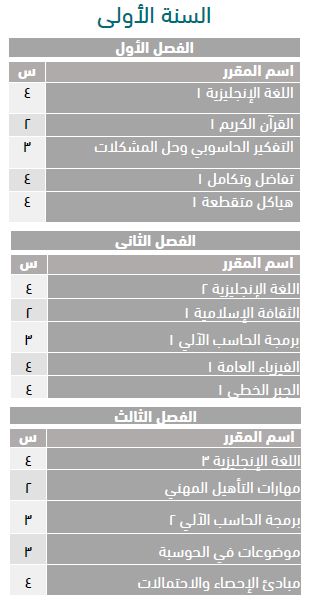 السنة الأولى
الفصل الأول
اسم المقرر س
اللغة الإنجليزية ١ ٤
القرآن الكريم ١ ٢
التفكير الحاسوبي وحل المشكلات ٣
تفاضل وتكامل ١ ٤
هياكل متقطعة ١ ٤
الفصل الثاني
اسم المقرر س
اللغة الإنجليزية ٢ ٤
الثقافة الإسلامية ١ ٢
برمجة الحاسب الآلي ١ ٣
الفيزياء العامة ١ ٤
الجبر الخطي ١ ٤
الفصل الثالث
اسم المقرر س
اللغة الإنجليزية ٣ ٤
مهارات التأهيل المهني ٢
برمجة الحاسب الآلي ٢ ٣
موضوعات في الحوسبة ٣
مبادئ الإحصاء والاحتمالات ٤